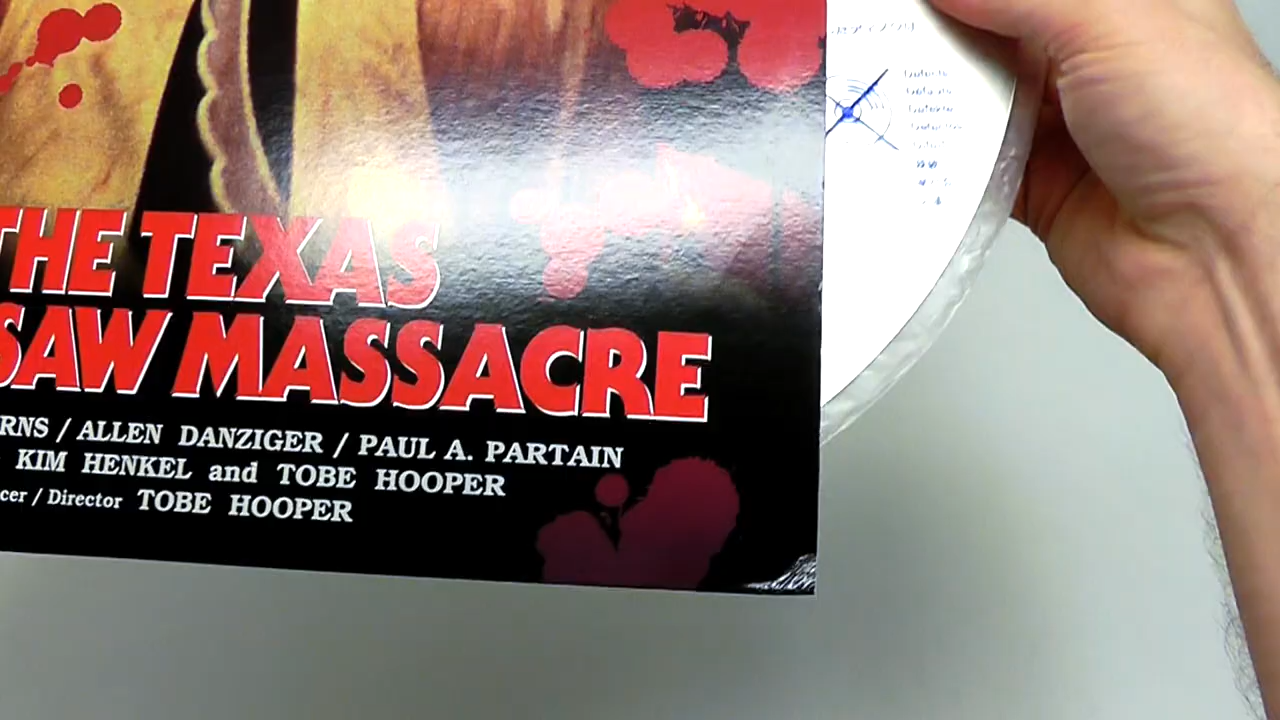 THE TEXAS
SAW MASSACRE
RNS / ALLEN DANZIGER / PAUL A. PARTAIN
KIM HENKEL and TOBE HOOPER
cer / Director TOBE HOOPER